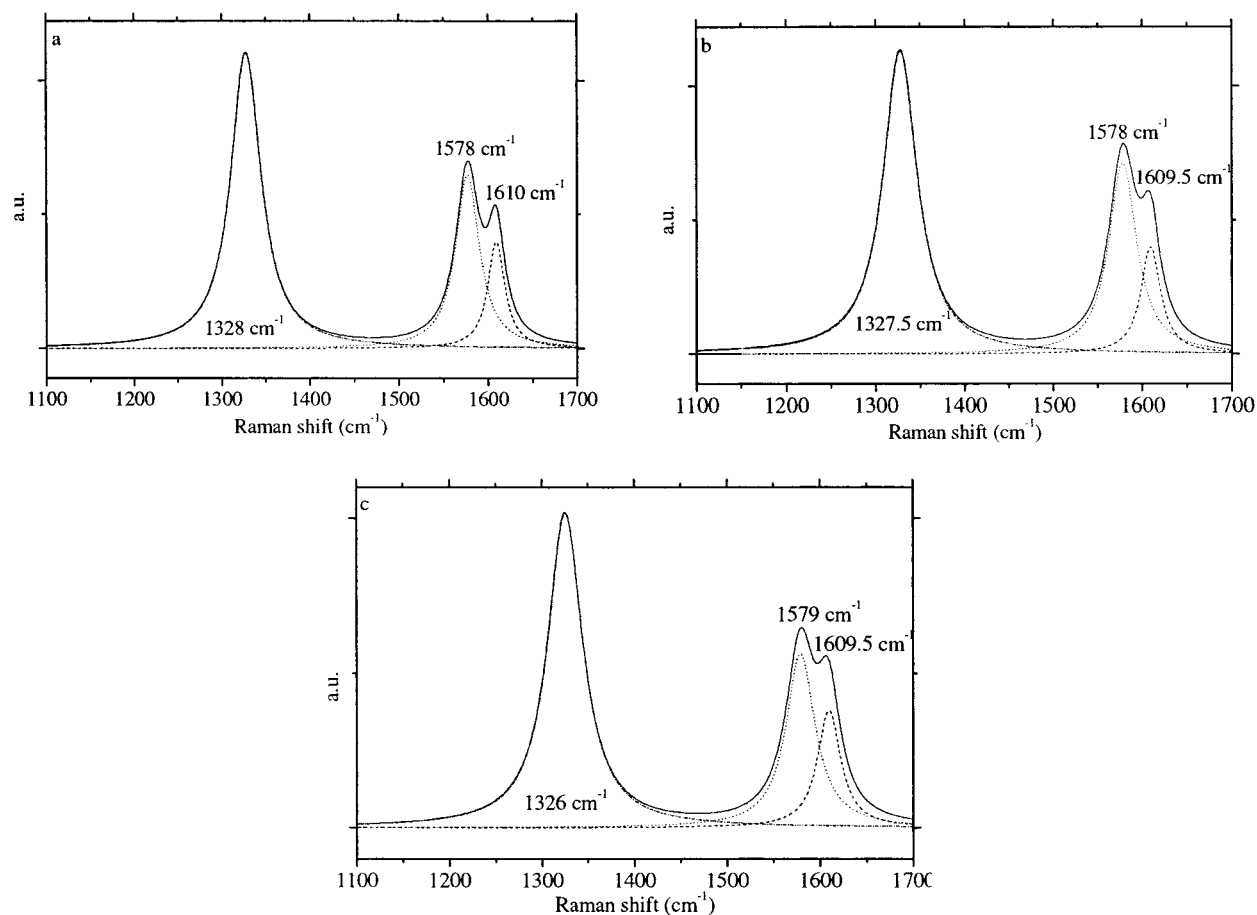 a
1578 cm⁻¹
1610 cm⁻¹
1328 cm⁻¹
a.u.
1100 1200 1300 1400 1500 1600 1700
Raman shift (cm⁻¹)
b
1578 cm⁻¹
1609.5 cm⁻¹
1327.5 cm⁻¹
a.u.
1100 1200 1300 1400 1500 1600 1700
Raman shift (cm⁻¹)
c
1579 cm⁻¹
1609.5 cm⁻¹
1326 cm⁻¹
a.u.
1100 1200 1300 1400 1500 1600 1700
Raman shift (cm⁻¹)